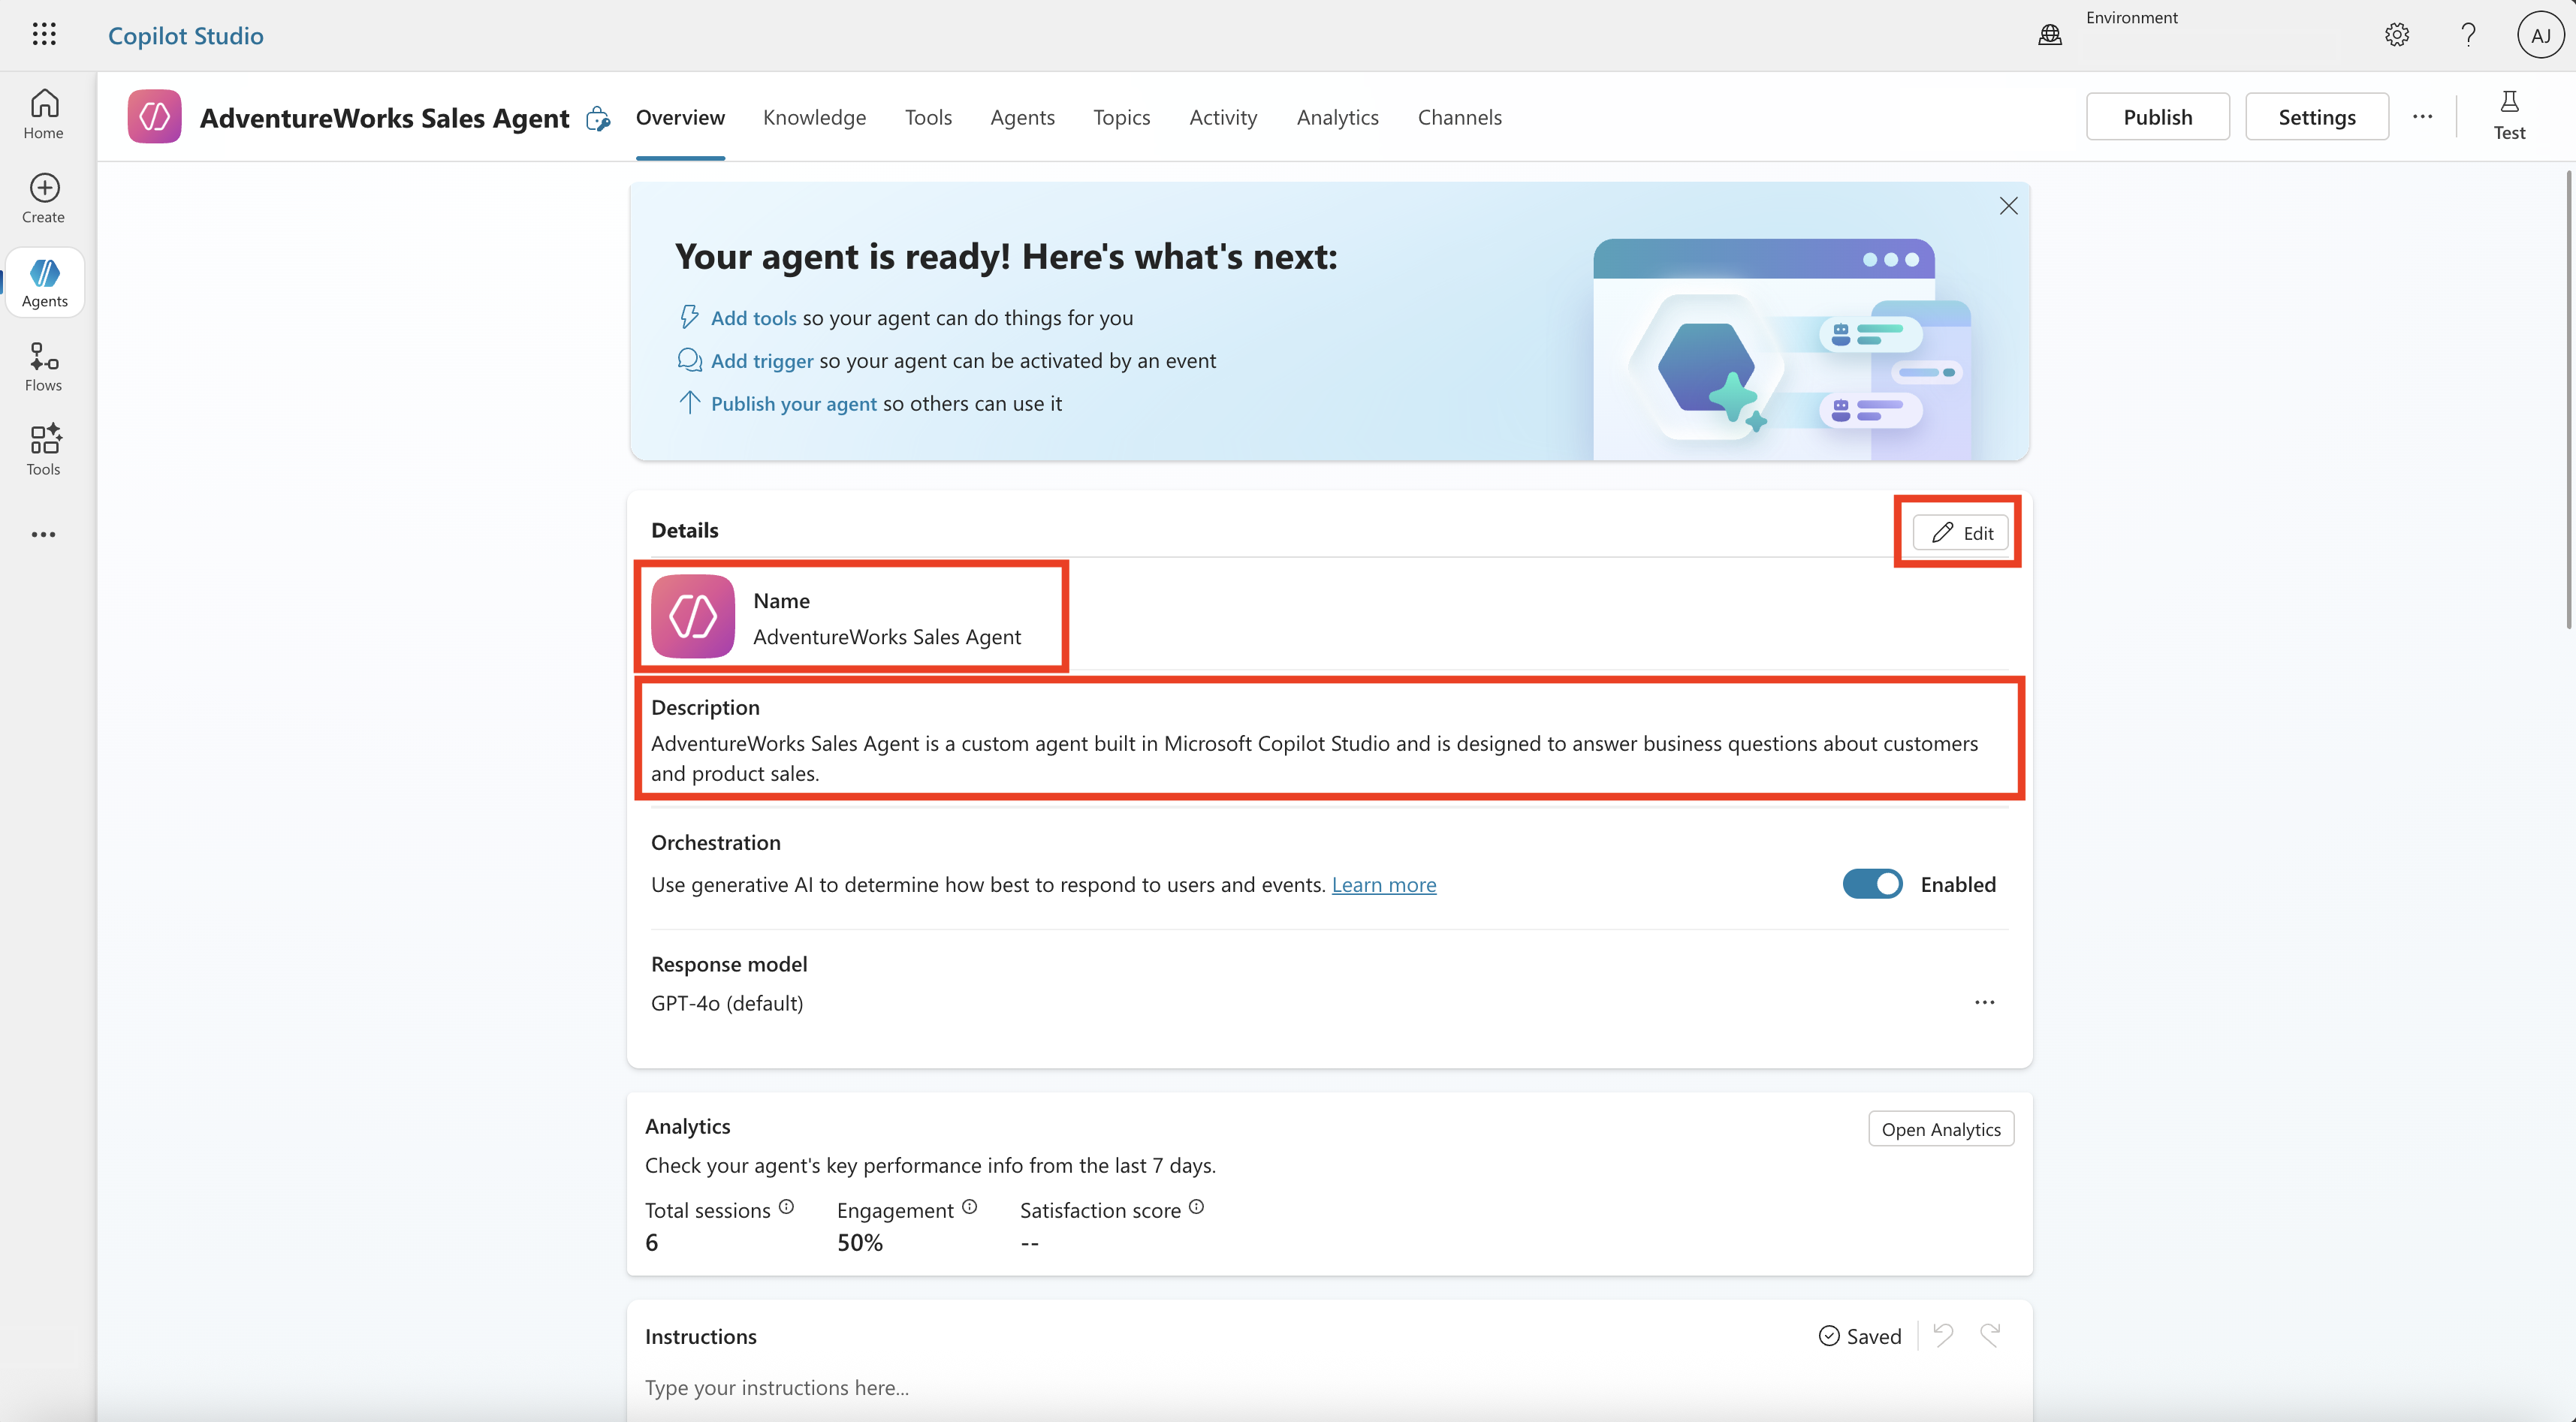 Copilot Studio
Environment
AJ
Home
Create
Agents
Flows
Tools
AdventureWorks Sales Agent
Overview
Knowledge
Tools
Agents
Topics
Activity
Analytics
Channels
Publish
Settings
Test
Your agent is ready! Here's what's next:
Add tools so your agent can do things for you
Add trigger so your agent can be activated by an event
Publish your agent so others can use it
Details
Edit
Name
AdventureWorks Sales Agent
Description
AdventureWorks Sales Agent is a custom agent built in Microsoft Copilot Studio and is designed to answer business questions about customers
and product sales.
Orchestration
Use generative AI to determine how best to respond to users and events. Learn more
Enabled
Response model
GPT-4o (default)
Analytics
Open Analytics
Check your agent's key performance info from the last 7 days.
Total sessions
Engagement
Satisfaction score
6
50%
--
Instructions
Saved
Type your instructions here...